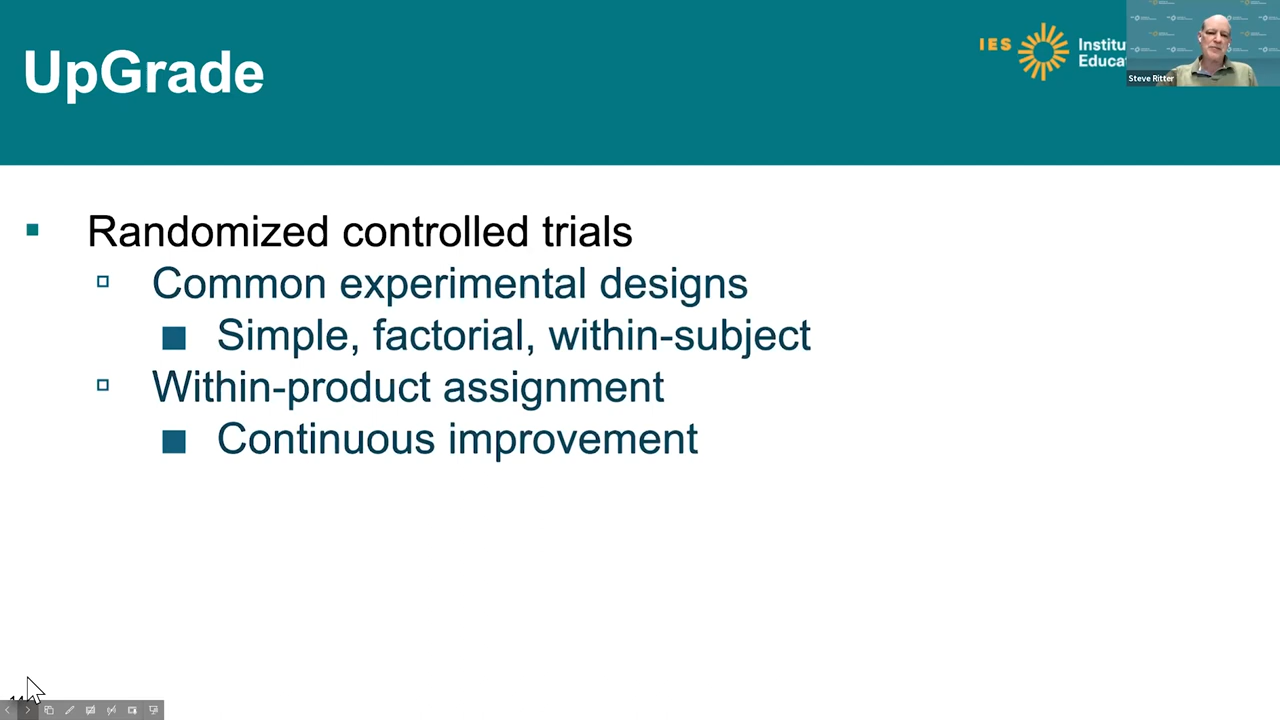 UpGrade
IES
Institu
Educa
Steve Ritter
Randomized controlled trials
Common experimental designs
Simple, factorial, within-subject
Within-product assignment
Continuous improvement